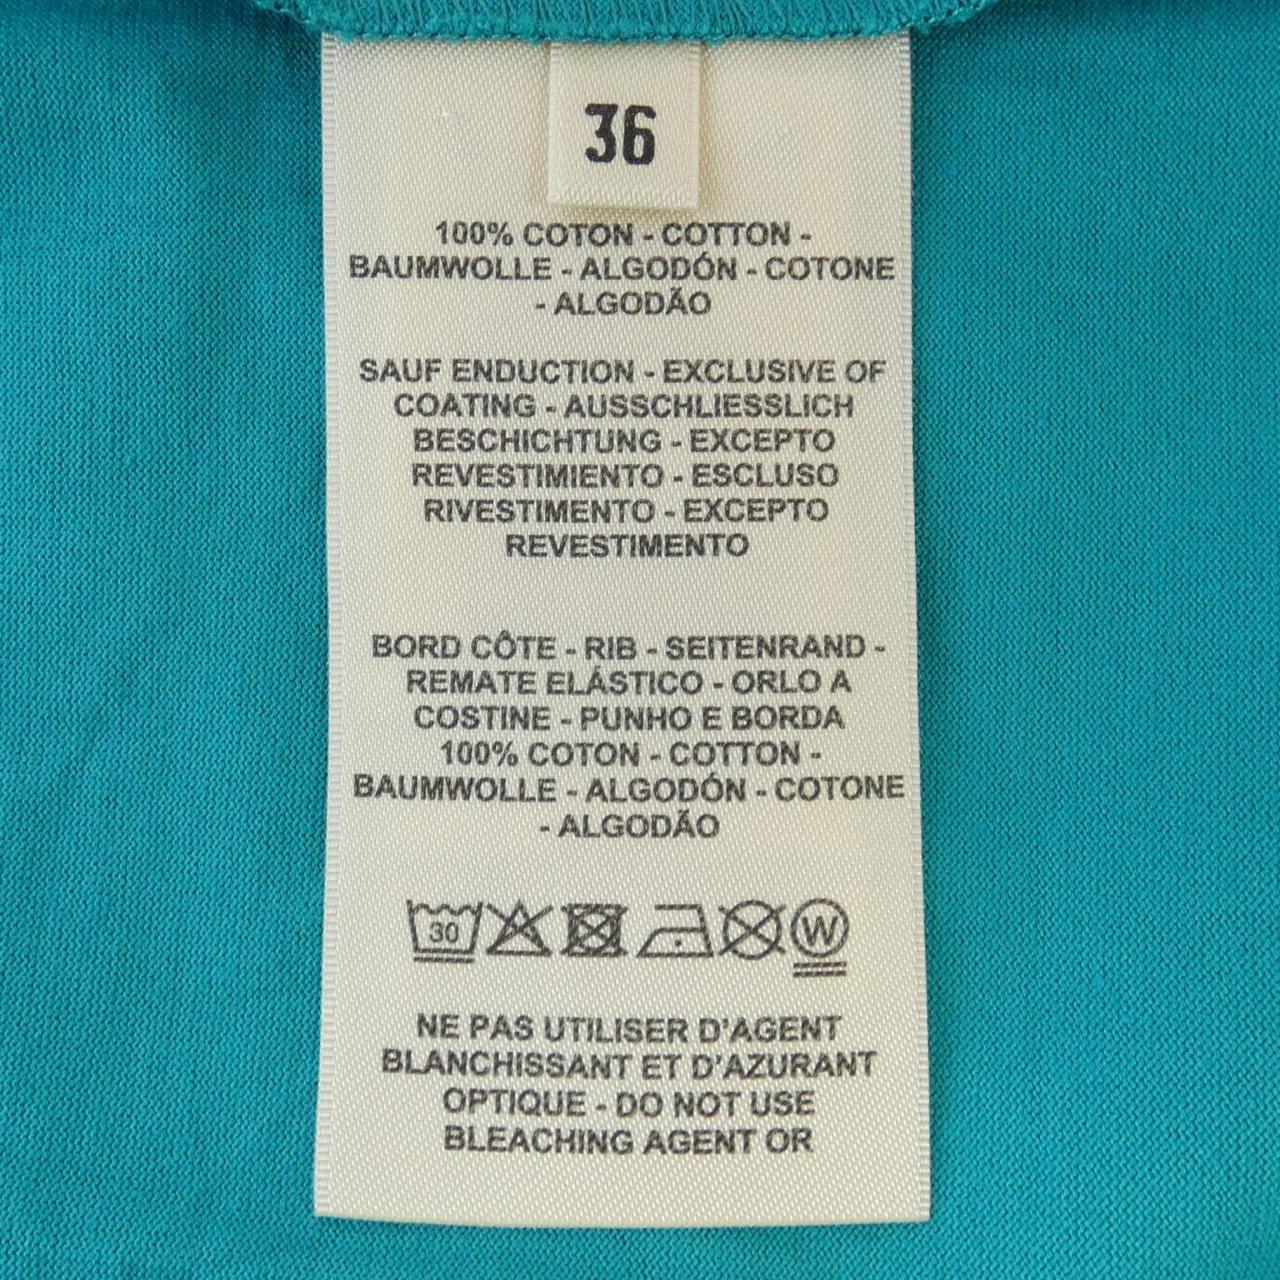 36
100% COTON - COTTON -
BAUMWOLLE - ALGODÓN - COTONE
- ALGODÃO
SAUF ENDUCTION - EXCLUSIVE OF
COATING - AUSSCHLIESSLICH
BESCHICHTUNG - EXCEPTO
REVESTIMIENTO - ESCLUSO
RIVESTIMENTO - EXCEPTO
REVESTIMENTO
BORD CÔTE - RIB - SEITENRAND -
REMATE ELÁSTICO - ORLO A
COSTINE - PUNHO E BORDA
100% COTON - COTTON -
BAUMWOLLE - ALGODÓN - COTONE
- ALGODÃO
30 W
NE PAS UTILISER D'AGENT
BLANCHISSANT ET D'AZURANT
OPTIQUE - DO NOT USE
BLEACHING AGENT OR